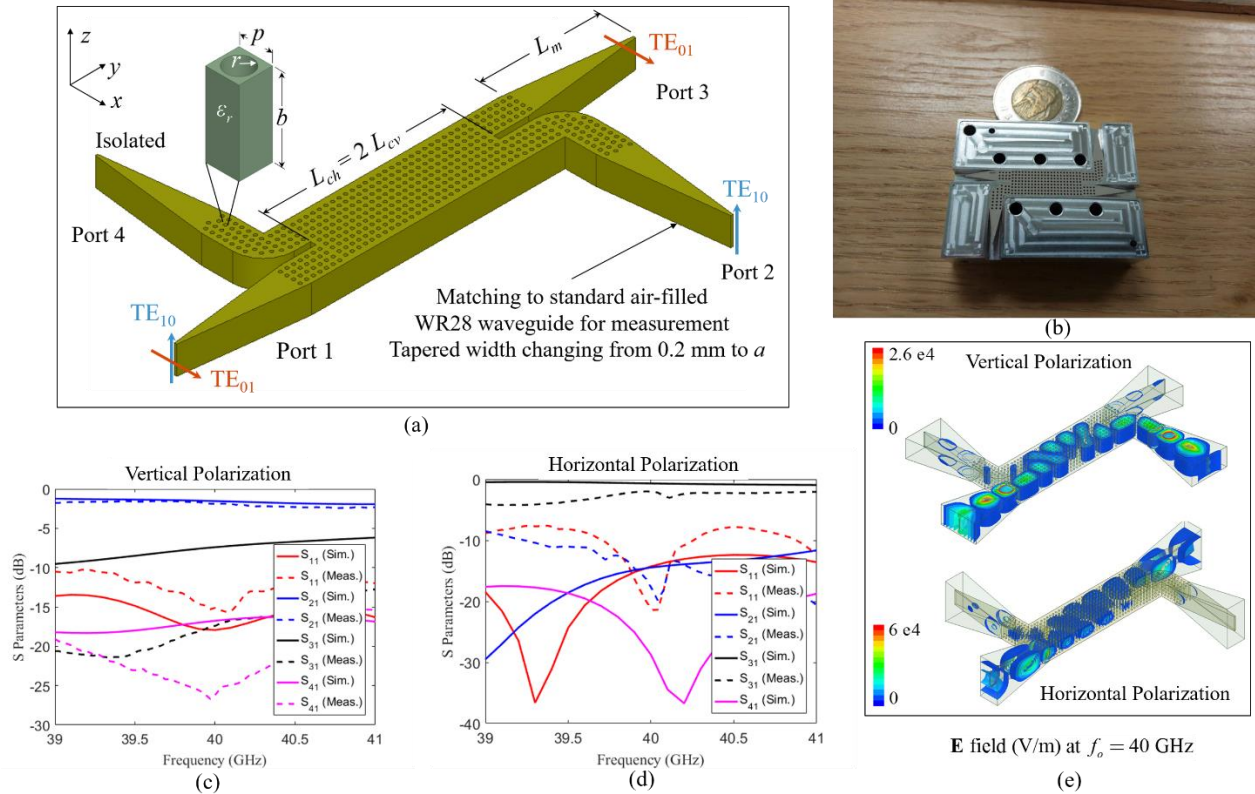 z
y
x
p
r
εr
b
Lm
TE01
Port 3
Isolated
Lch = 2 Lcv
TE10
Port 4
Port 2
TE10
Port 1
TE01
Matching to standard air-filled
WR28 waveguide for measurement
Tapered width changing from 0.2 mm to a
(a)
(b)
Vertical Polarization
S Parameters (dB)
0
-5
-10
-15
-20
-25
-30
39
39.5
40
40.5
41
Frequency (GHz)
S11 (Sim.)
S11 (Meas.)
S21 (Sim.)
S21 (Meas.)
S31 (Sim.)
S31 (Meas.)
S41 (Sim.)
S41 (Meas.)
(c)
Horizontal Polarization
S Parameters (dB)
0
-10
-20
-30
-40
39
39.5
40
40.5
41
Frequency (GHz)
S11 (Sim.)
S11 (Meas.)
S21 (Sim.)
S21 (Meas.)
S31 (Sim.)
S31 (Meas.)
S41 (Sim.)
(d)
2.6 e4
0
Vertical Polarization
6 e4
0
Horizontal Polarization
E field (V/m) at fo = 40 GHz
(e)